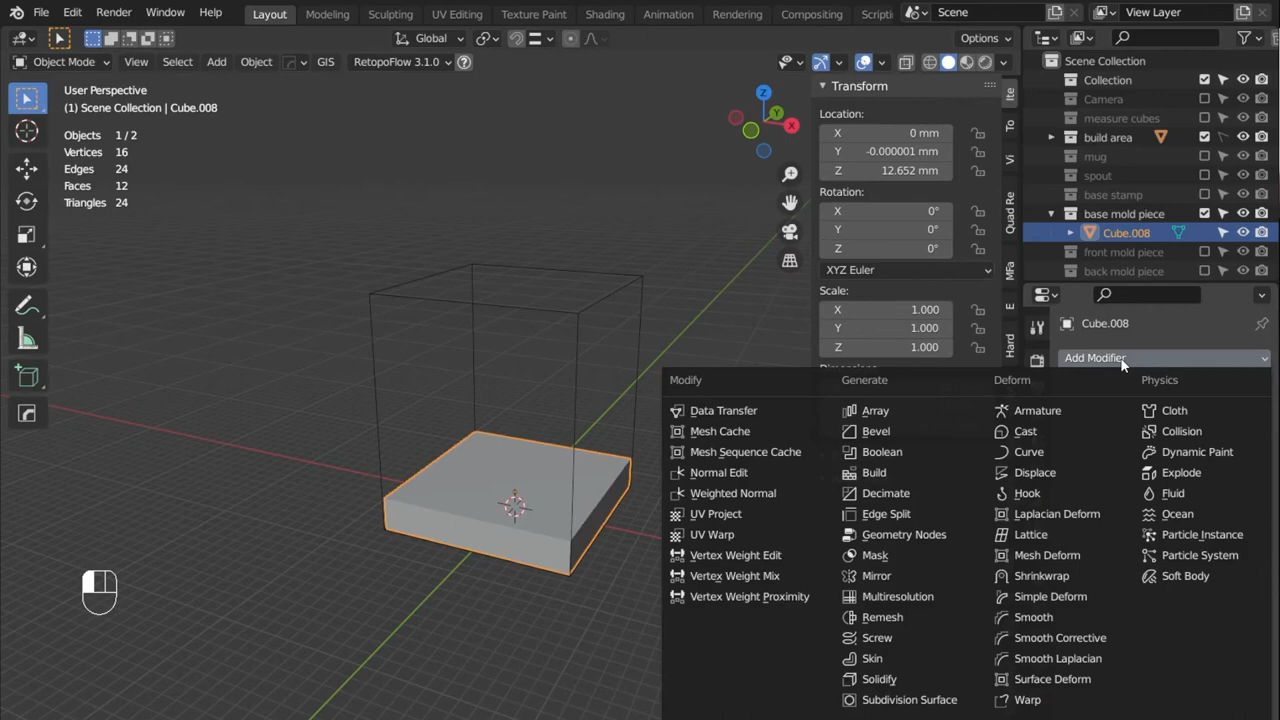 File Edit Render Window Help Layout Modeling Sculpting UV Editing Texture Paint Shading Animation Rendering Compositing Scripti Scene View Layer
Global Options
Object Mode View Select Add Object GIS RetopoFlow 3.1.0
User Perspective
(1) Scene Collection | Cube.008
Objects 1 / 2
Vertices 16
Edges 24
Faces 12
Triangles 24
Z
Y
X
Transform
Location:
X 0 mm
Y -0.000001 mm
Z 12.652 mm
Rotation:
X 0°
Y 0°
Z 0°
XYZ Euler
Scale:
X 1.000
Y 1.000
Z 1.000
Dimensions
Ite
To
Vi
Quad Re
MFa
E
Hard
Scene Collection
Collection
Camera
measure cubes
build area
mug
spout
base stamp
base mold piece
Cube.008
front mold piece
back mold piece
Cube.008
Add Modifier
Modify
Data Transfer
Mesh Cache
Mesh Sequence Cache
Normal Edit
Weighted Normal
UV Project
UV Warp
Vertex Weight Edit
Vertex Weight Mix
Vertex Weight Proximity
Generate
Array
Bevel
Boolean
Build
Decimate
Edge Split
Geometry Nodes
Mask
Mirror
Multiresolution
Remesh
Screw
Skin
Solidify
Subdivision Surface
Deform
Armature
Cast
Curve
Displace
Hook
Laplacian Deform
Lattice
Mesh Deform
Shrinkwrap
Simple Deform
Smooth
Smooth Corrective
Smooth Laplacian
Surface Deform
Warp
Physics
Cloth
Collision
Dynamic Paint
Explode
Fluid
Ocean
Particle Instance
Particle System
Soft Body